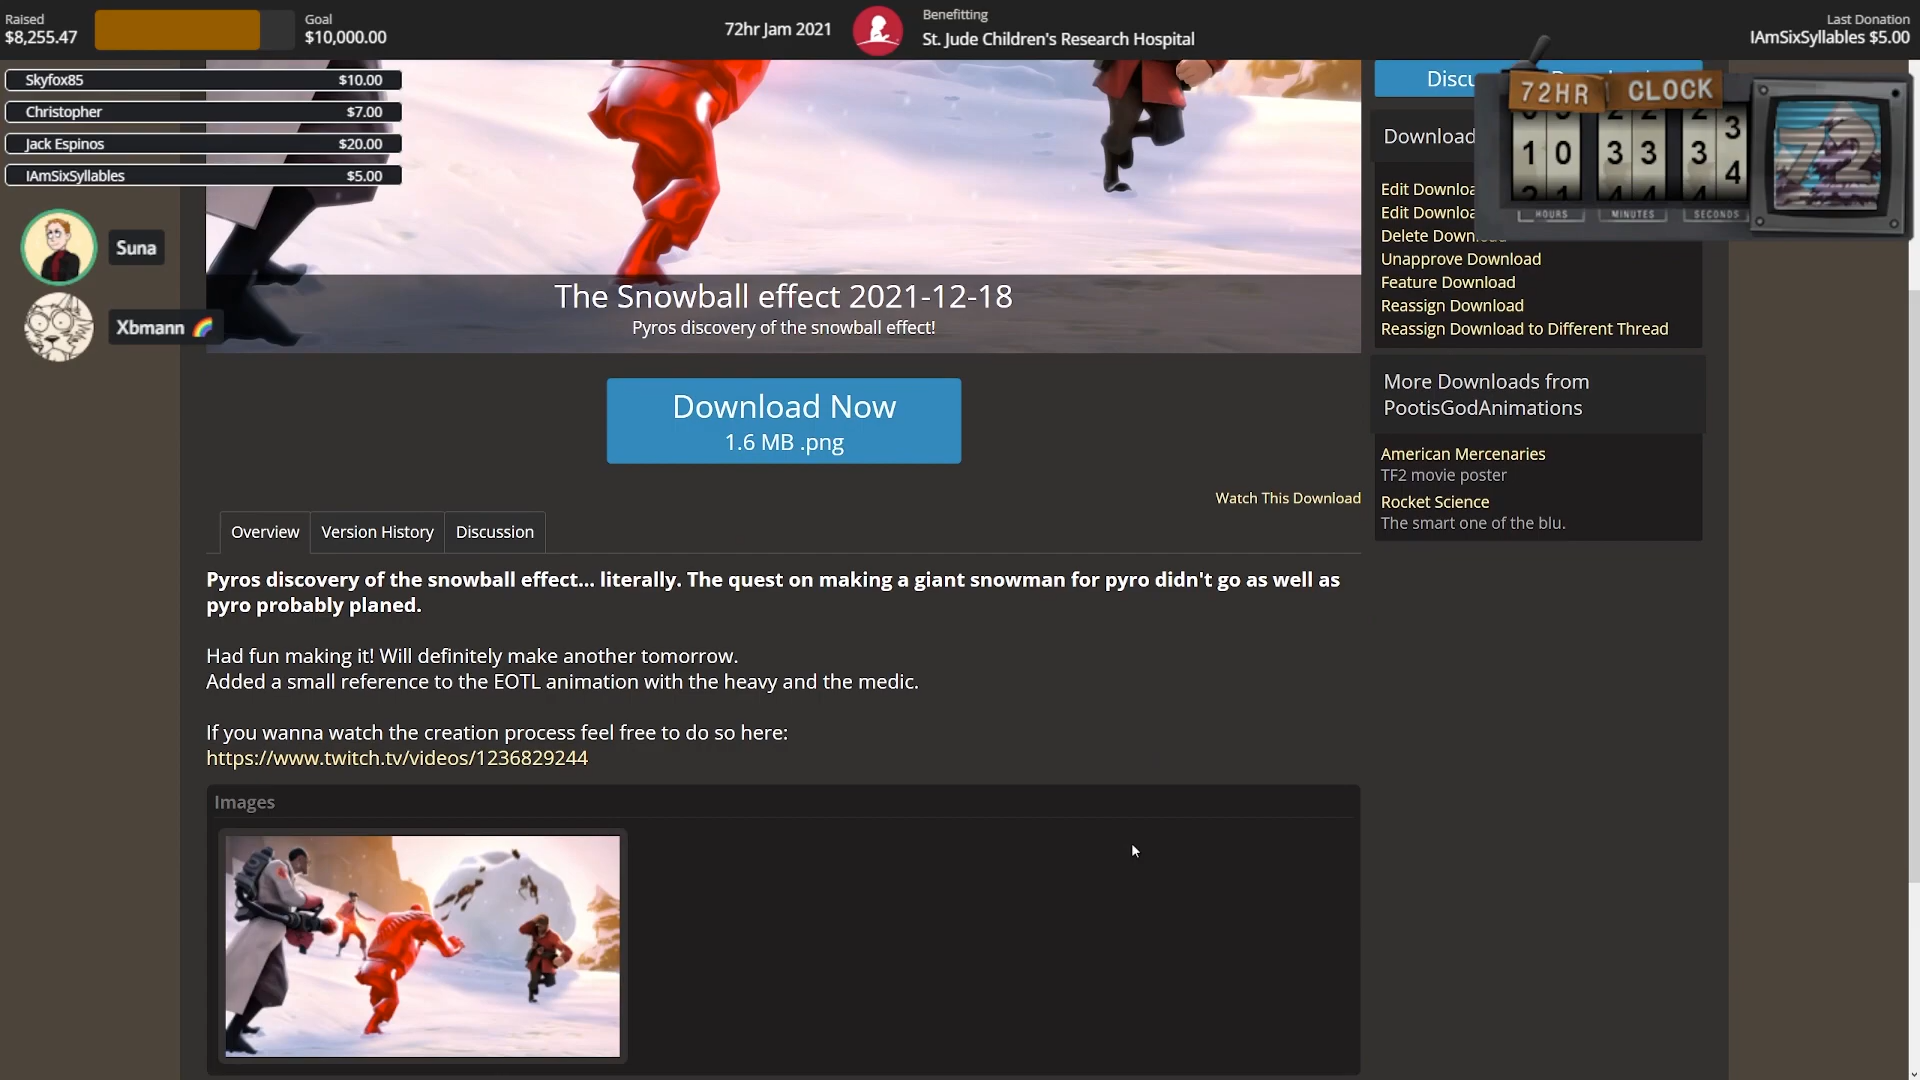 Raised
$8,255.47
Goal
$10,000.00
72hr Jam 2021
Benefitting
St. Jude Children's Research Hospital
Last Donation
IAmSixSyllables $5.00
Skyfox85 $10.00
Christopher $7.00
Jack Espinos $20.00
IAmSixSyllables $5.00
Suna
Xbmann 🌈
72HR CLOCK
10 33 3
3
4
HOURS MINUTES SECONDS
72
The Snowball effect 2021-12-18
Pyros discovery of the snowball effect!
Download Now
1.6 MB .png
Watch This Download
Overview Version History Discussion
Pyros discovery of the snowball effect... literally. The quest on making a giant snowman for pyro didn't go as well as
pyro probably planed.
Had fun making it! Will definitely make another tomorrow.
Added a small reference to the EOTL animation with the heavy and the medic.
If you wanna watch the creation process feel free to do so here:
https://www.twitch.tv/videos/1236829244
Images
Download
Edit
Edit
Delete
Unapprove Download
Feature Download
Reassign Download
Reassign Download to Different Thread
More Downloads from
PootisGodAnimations
American Mercenaries
TF2 movie poster
Rocket Science
The smart one of the blu.